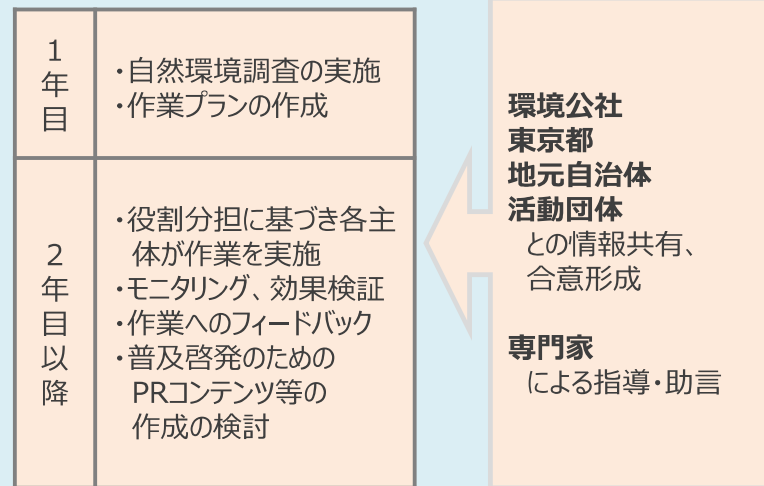 1年目
・自然環境調査の実施
・作業プランの作成
2年目以降
・役割分担に基づき各主
体が作業を実施
・モニタリング、効果検証
・作業へのフィードバック
・普及啓発のための
PRコンテンツ等の
作成の検討
環境公社
東京都
地元自治体
活動団体
との情報共有、
合意形成
専門家
による指導・助言